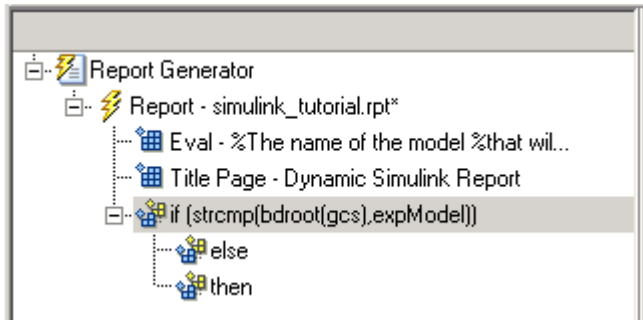 Report Generator
Report - simulink_tutorial.rpt*
Eval - %The name of the model %that wil...
Title Page - Dynamic Simulink Report
if (strcmp(bdroot(gcs),expModel))
else
then